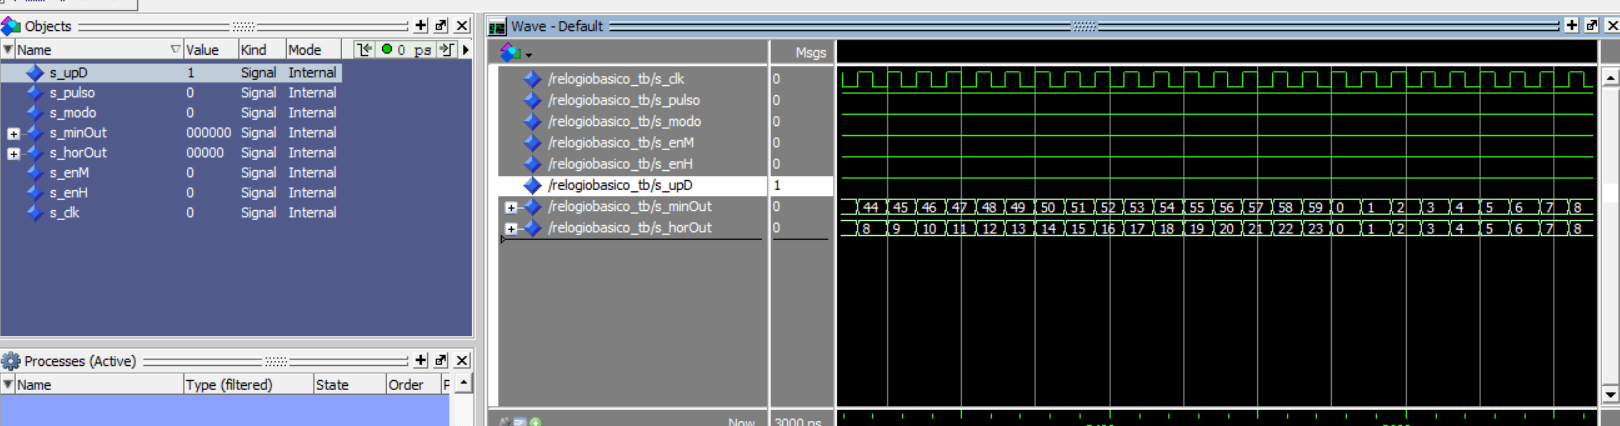 Objects
Name Value Kind Mode 0 ps
s_upD 1 Signal Internal
s_pulso 0 Signal Internal
s_modo 0 Signal Internal
s_minOut 000000 Signal Internal
s_horOut 00000 Signal Internal
s_enM 0 Signal Internal
s_enH 0 Signal Internal
s_clk 0 Signal Internal
Processes (Active)
Name Type (filtered) State Order P
Wave - Default
Msgs
/relogiobasico_tb/s_clk 0
/relogiobasico_tb/s_pulso 0
/relogiobasico_tb/s_modo 0
/relogiobasico_tb/s_enM 0
/relogiobasico_tb/s_enH 0
/relogiobasico_tb/s_upD 1
/relogiobasico_tb/s_minOut 0 44 45 46 47 48 49 50 51 52 53 54 55 56 57 58 59 0 1 2 3 4 5 6 7 8
/relogiobasico_tb/s_horOut 0 8 9 10 11 12 13 14 15 16 17 18 19 20 21 22 23 0 1 2 3 4 5 6 7 8
Now 3000 ps